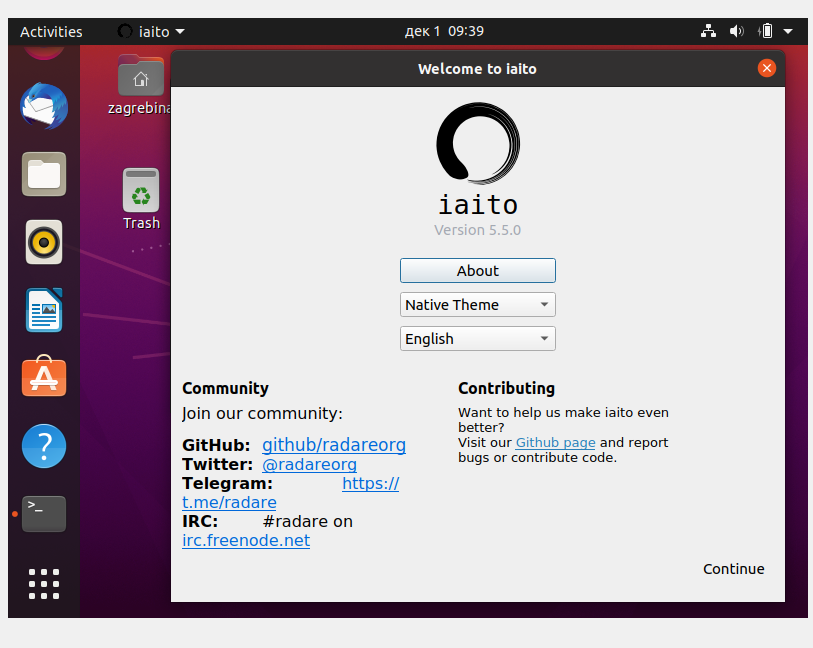 Activities
iaito
дек 1 09:39
zagrebina
Trash
>_
?
Welcome to iaito
iaito
Version 5.5.0
About
Native Theme
English
Community
Join our community:
GitHub: github/radareorg
Twitter: @radareorg
Telegram: https://
t.me/radare
IRC: #radare on
irc.freenode.net
Contributing
Want to help us make iaito even
better?
Visit our Github page and report
bugs or contribute code.
Continue